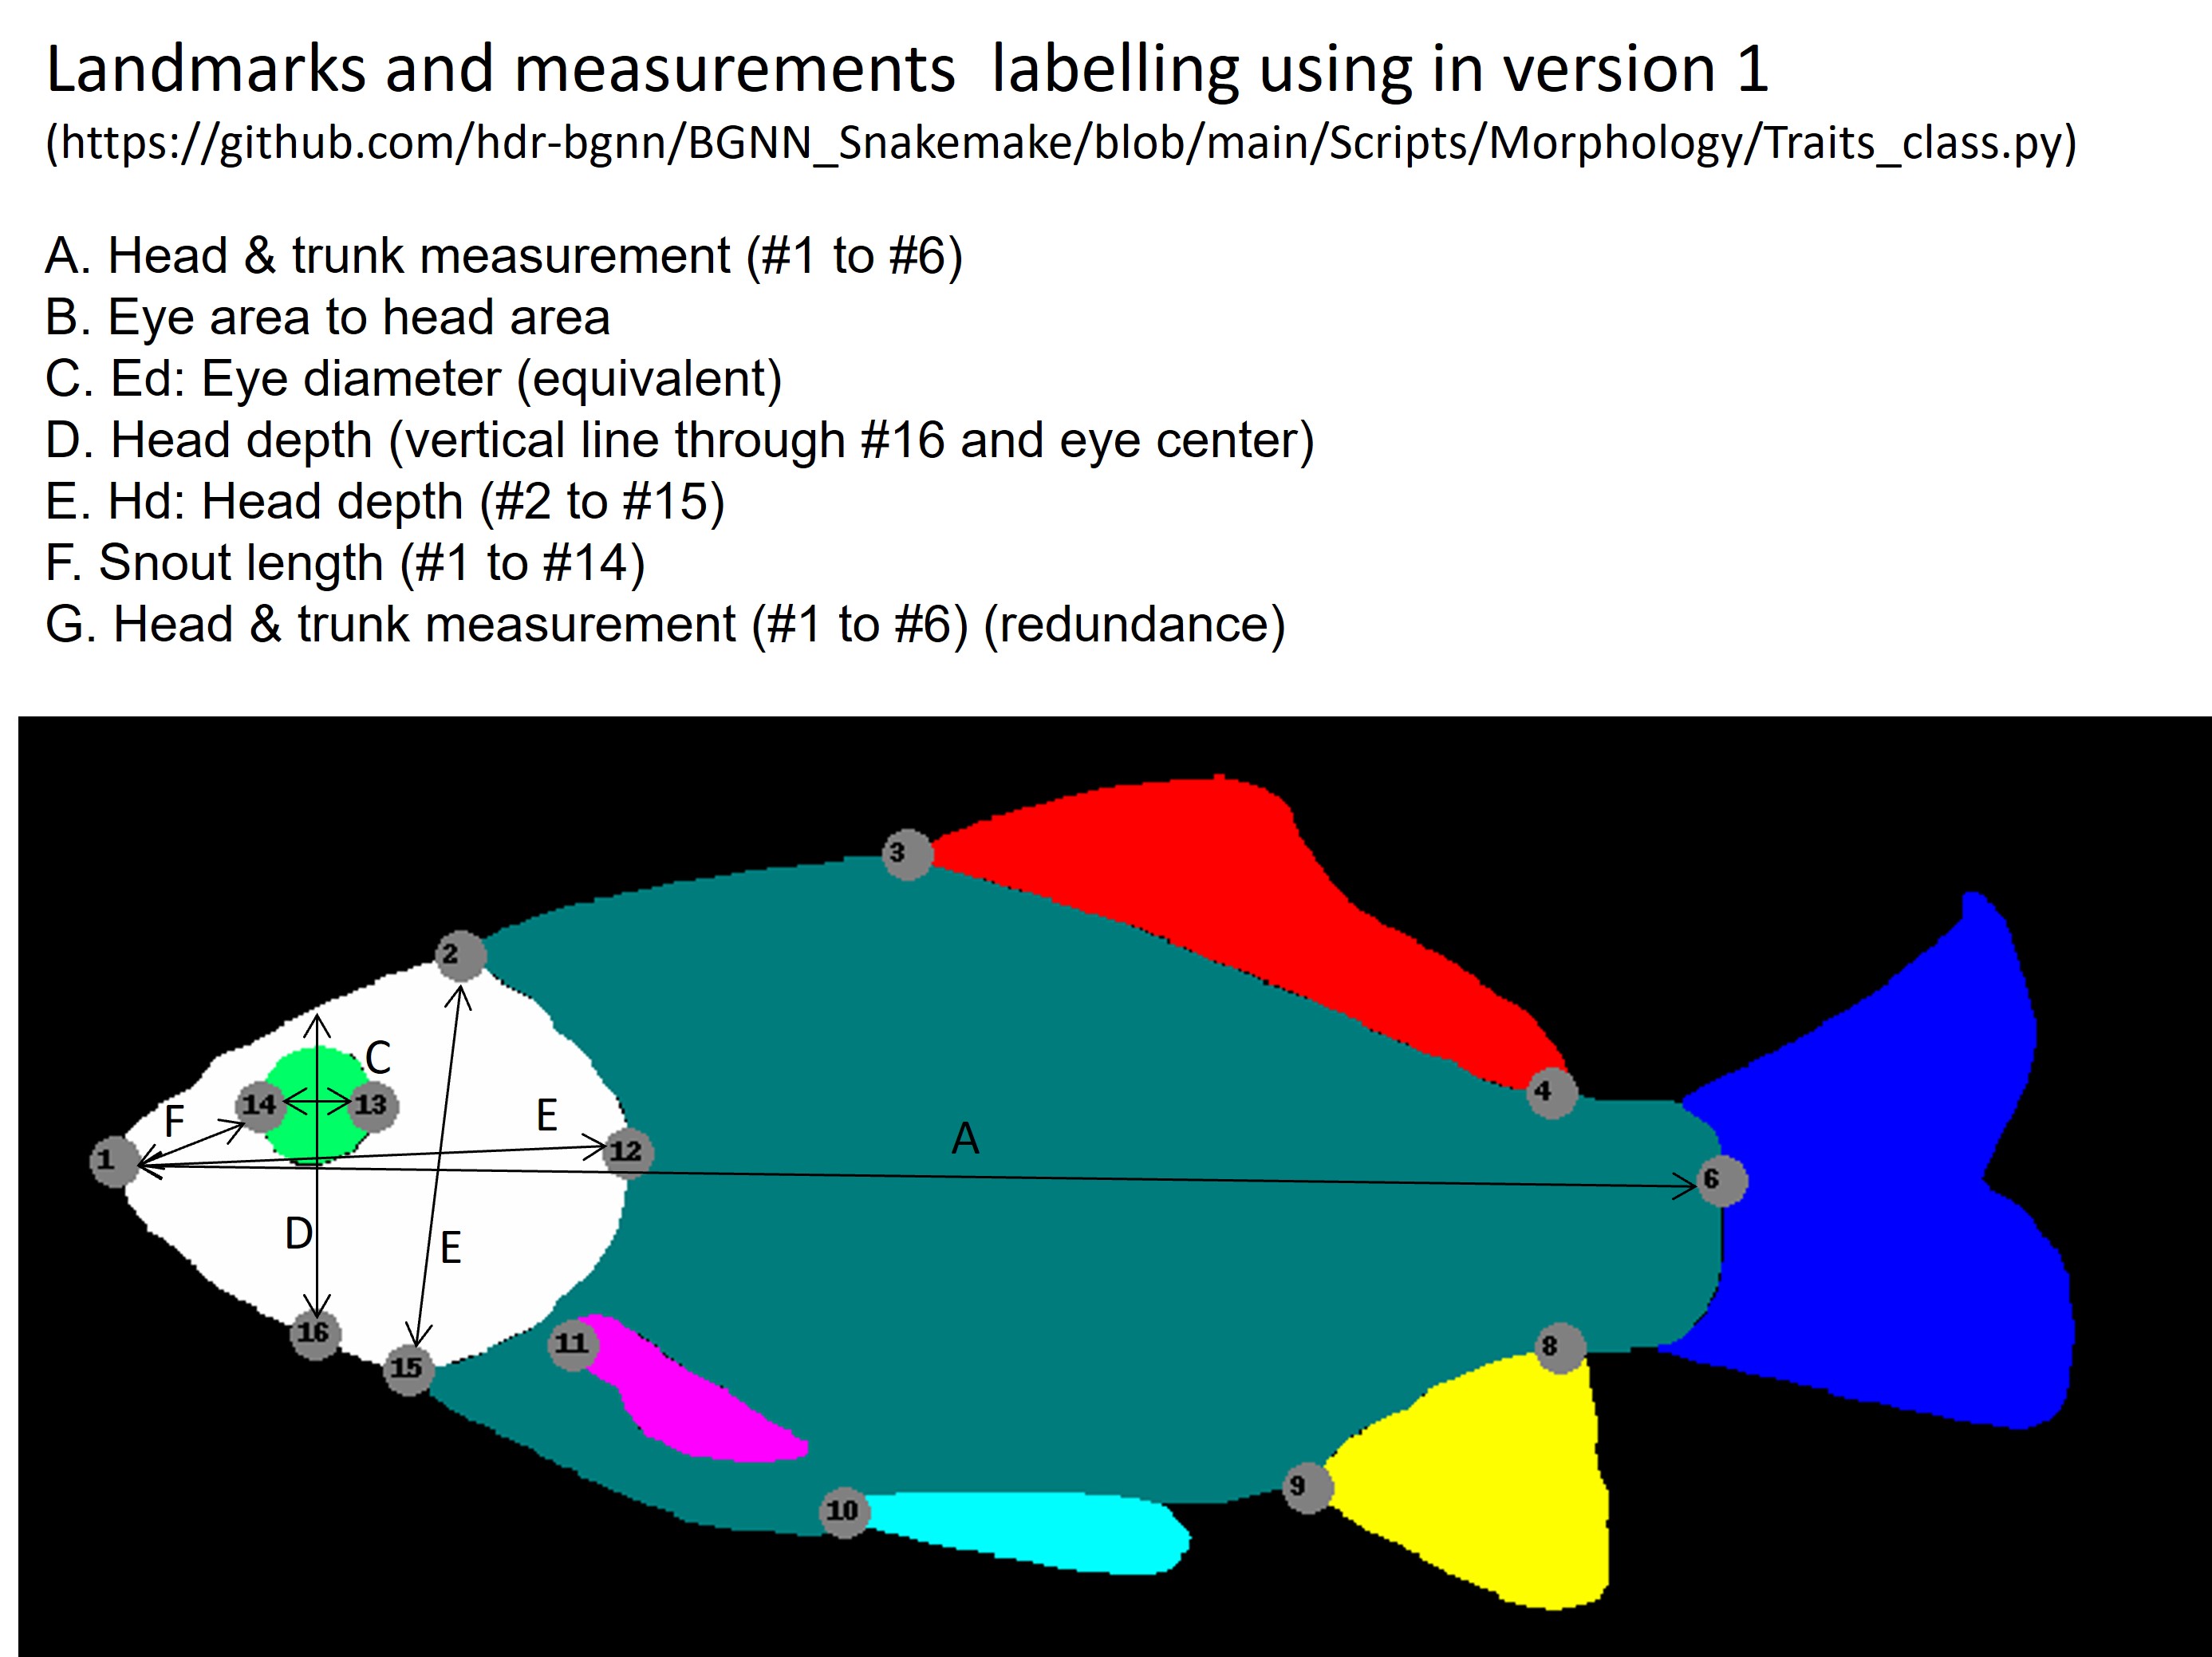 Landmarks and measurements  labelling using in version 1
(https://github.com/hdr-bgnn/BGNN_Snakemake/blob/main/Scripts/Morphology/Traits_class.py)
A. Head & trunk measurement (#1 to #6)
B. Eye area to head area
C. Ed: Eye diameter (equivalent)
D. Head depth (vertical line through #16 and eye center)
E. Hd: Head depth (#2 to #15)
F. Snout length (#1 to #14)
G. Head & trunk measurement (#1 to #6) (redundance)
3
2
C
4
14
13
F
E
A
1
12
6
D
E
16
11
8
15
9
10